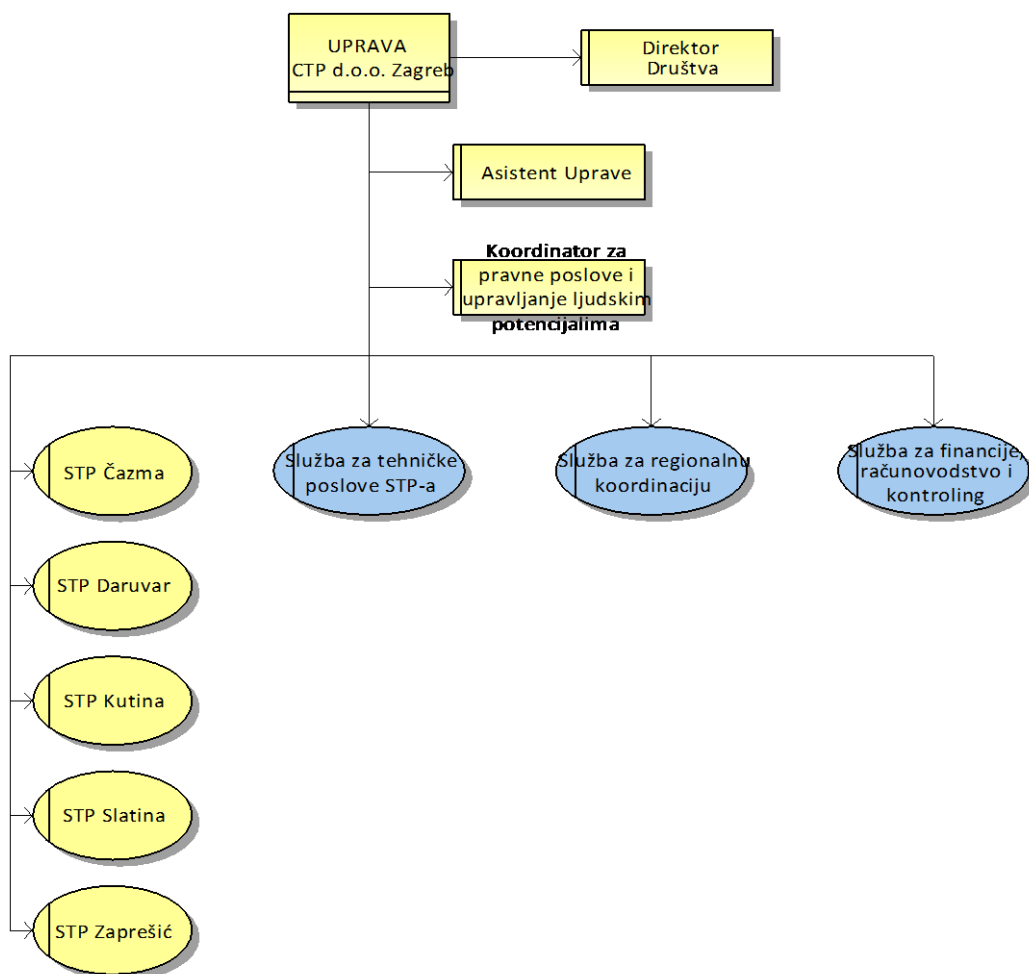 UPRAVA
CTP d.o.o. Zagreb
Direktor
Društva
Asistent Uprave
Koordinator za
pravne poslove i
upravljanje ljudskim
potencijalima
STP Čazma
Služba za tehničke
poslove STP-a
Služba za regionalnu
koordinaciju
Služba za financije,
računovodstvo i
kontroling
STP Daruvar
STP Kutina
STP Slatina
STP Zaprešić